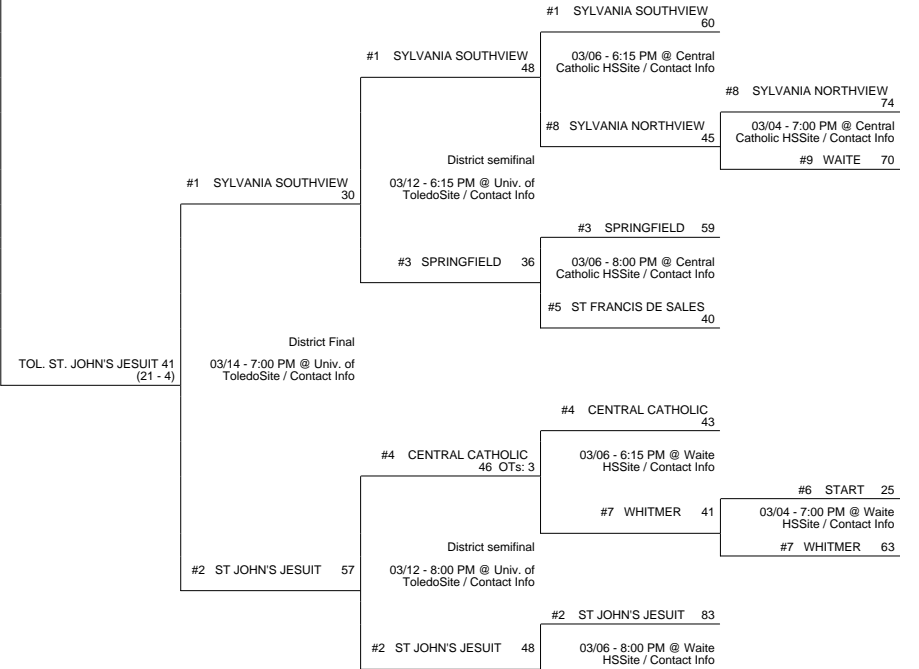 #1 SYLVANIA SOUTHVIEW
60
#1 SYLVANIA SOUTHVIEW
48
03/06 - 6:15 PM @ Central
Catholic HSSite / Contact Info
#8 SYLVANIA NORTHVIEW
74
#8 SYLVANIA NORTHVIEW
45
03/04 - 7:00 PM @ Central
Catholic HSSite / Contact Info
#9 WAITE 70
District semifinal
03/12 - 6:15 PM @ Univ. of
ToledoSite / Contact Info
#1 SYLVANIA SOUTHVIEW
30
#3 SPRINGFIELD 59
#3 SPRINGFIELD 36
03/06 - 8:00 PM @ Central
Catholic HSSite / Contact Info
#5 ST FRANCIS DE SALES
40
District Final
03/14 - 7:00 PM @ Univ. of
ToledoSite / Contact Info
TOL. ST. JOHN'S JESUIT 41
(21 - 4)
#4 CENTRAL CATHOLIC
43
#4 CENTRAL CATHOLIC
46 OTs: 3
03/06 - 6:15 PM @ Waite
HSSite / Contact Info
#6 START 25
#7 WHITMER 41
03/04 - 7:00 PM @ Waite
HSSite / Contact Info
#7 WHITMER 63
District semifinal
03/12 - 8:00 PM @ Univ. of
ToledoSite / Contact Info
#2 ST JOHN'S JESUIT 57
#2 ST JOHN'S JESUIT 83
#2 ST JOHN'S JESUIT 48
03/06 - 8:00 PM @ Waite
HSSite / Contact Info